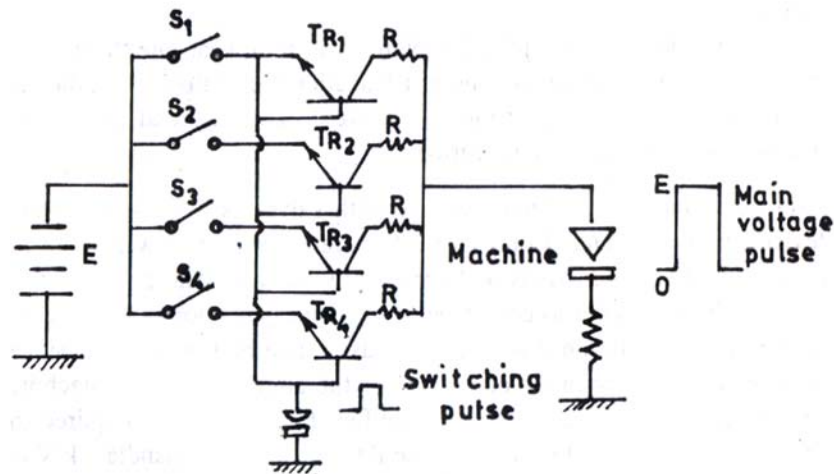 S1
TR1
R
S2
TR2
R
S3
TR3
R
S4
TR4
R
E
Machine
E
0
Main
voltage
pulse
Switching
pulse